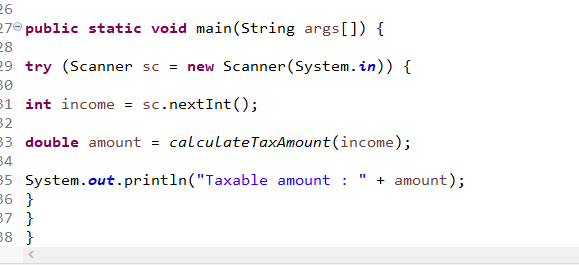 26
27 public static void main(String args[]) {
28
29 try (Scanner sc = new Scanner(System.in)) {
30
31 int income = sc.nextInt();
32
33 double amount = calculateTaxAmount(income);
34
35 System.out.println("Taxable amount : " + amount);
36 }
37 }
38 }